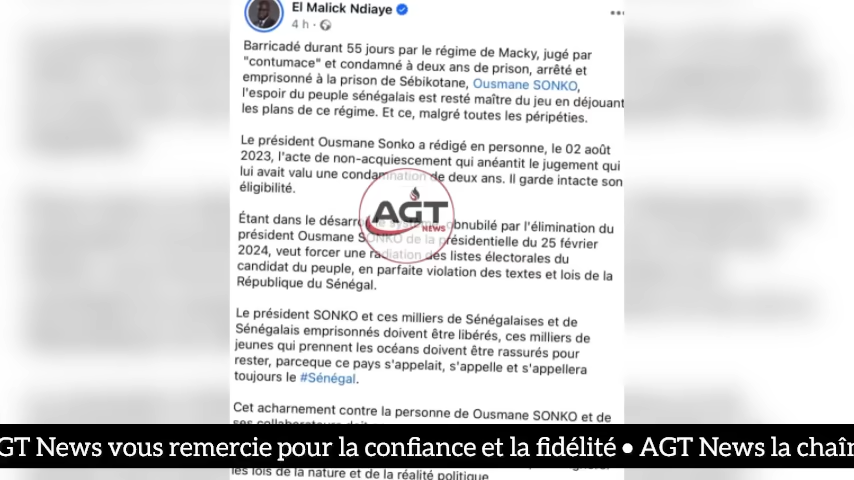 El Malick Ndiaye
4 h ·
Barricadé durant 55 jours par le régime de Macky, jugé par
"contumace" et condamné à deux ans de prison, arrêté et
emprisonné à la prison de Sébikotane, Ousmane SONKO,
l'espoir du peuple sénégalais est resté maître du jeu en déjouant
les plans de ce régime. Et ce, malgré toutes les péripéties.
Le président Ousmane Sonko a rédigé en personne, le 02 août
2023, l'acte de non-acquiescement qui anéantit le jugement qui
lui avait valu une condamnation de deux ans. Il garde intacte son
éligibilité.
Étant dans le désarroi, le système, obnubilé par l'élimination du
président Ousmane SONKO de la présidentielle du 25 février
2024, veut forcer une radiation des listes électorales du
candidat du peuple, en parfaite violation des textes et lois de la
République du Sénégal.
AGT
NEWS
Le président SONKO et ces milliers de Sénégalaises et de
Sénégalais emprisonnés doivent être libérés, ces milliers de
jeunes qui prennent les océans doivent être rassurés pour
rester, parceque ce pays s'appelait, s'appelle et s'appellera
toujours le #Sénégal.
Cet acharnement contre la personne de Ousmane SONKO et de
GT News vous remercie pour la confiance et la fidélité • AGT News la chaîn
les lois de la nature et de la réalité politique